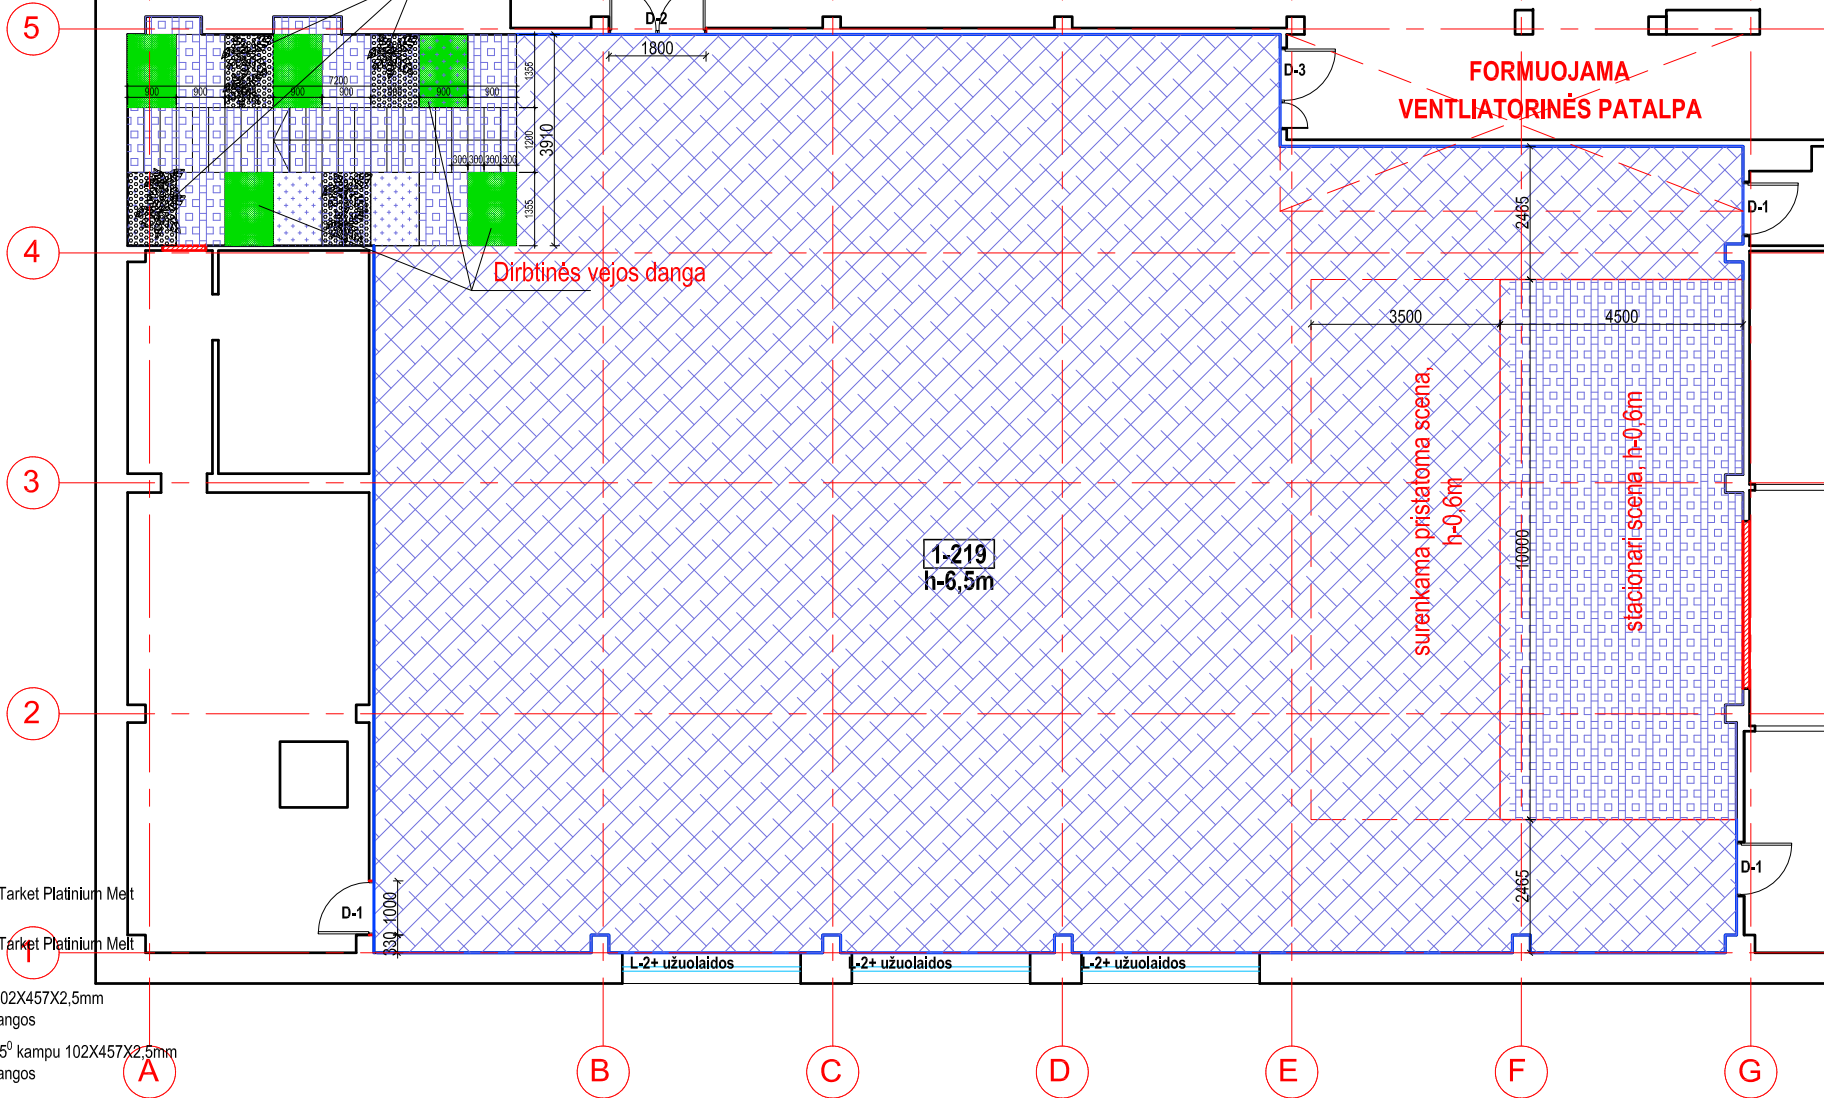 5
D-2
1800
D-3
FORMUOJAMA
VENTLIATORINĖS PATALPA
1355
7200
900
900
900
900
900
900
1200
3910
300
300
300
300
1355
2465
D-1
4
Dirbtinės vejos danga
3500
4500
3
surenkama pristatoma scena,
h-0,6m
stacionari scena, h-0,6m
10000
1-219
h-6,5m
2
Tarket Platinium Melt
D-1
1000
330
2465
D-1
Tarket Platinium Melt
1
L-2+ užuolaidos
L-2+ užuolaidos
L-2+ užuolaidos
02X457X2,5mm
angos
5⁰ kampu 102X457X2,5mm
angos
A
B
C
D
E
F
G